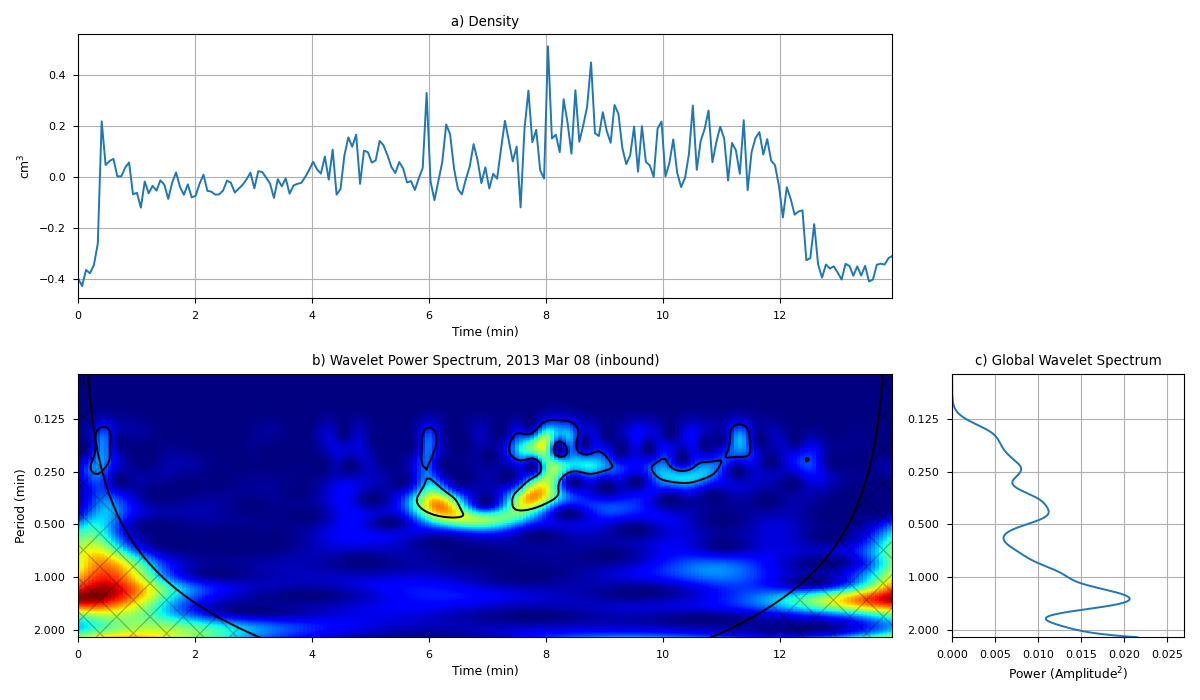 a) Density
cm³
0.4
0.2
0.0
−0.2
−0.4
0 2 4 6 8 10 12
Time (min)
b) Wavelet Power Spectrum, 2013 Mar 08 (inbound)
Period (min)
0.125
0.250
0.500
1.000
2.000
0 2 4 6 8 10 12
Time (min)
c) Global Wavelet Spectrum
0.125
0.250
0.500
1.000
2.000
0.000 0.005 0.010 0.015 0.020 0.025
Power (Amplitude²)